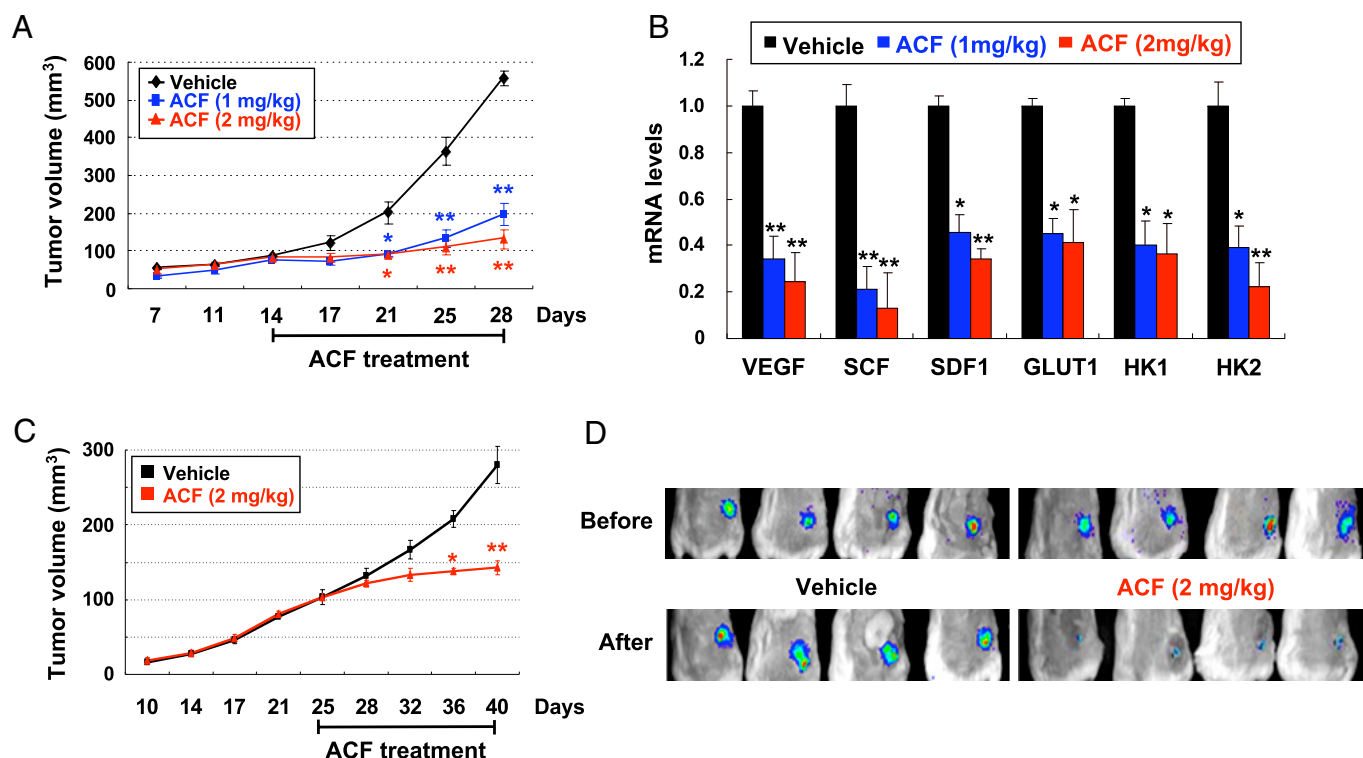 A
Tumor volume (mm³)
600
500
400
300
200
100
0
Vehicle
ACF (1 mg/kg)
ACF (2 mg/kg)
*
**
**
*
**
**
7 11 14 17 21 25 28 Days
ACF treatment
B
Vehicle ACF (1mg/kg) ACF (2mg/kg)
mRNA levels
1.2
1.0
0.8
0.6
0.4
0.2
0
** ** ** ** * ** * * * * * **
VEGF SCF SDF1 GLUT1 HK1 HK2
C
Tumor volume (mm³)
300
200
100
0
Vehicle
ACF (2 mg/kg)
* **
10 14 17 21 25 28 32 36 40 Days
ACF treatment
D
Before
Vehicle ACF (2 mg/kg)
After